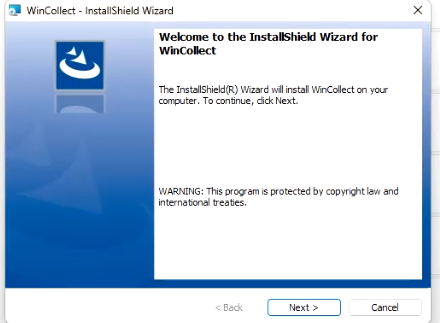 WinCollect - InstallShield Wizard
Welcome to the InstallShield Wizard for
WinCollect
The InstallShield(R) Wizard will install WinCollect on your
computer. To continue, click Next.
WARNING: This program is protected by copyright law and
international treaties.
< Back
Next >
Cancel